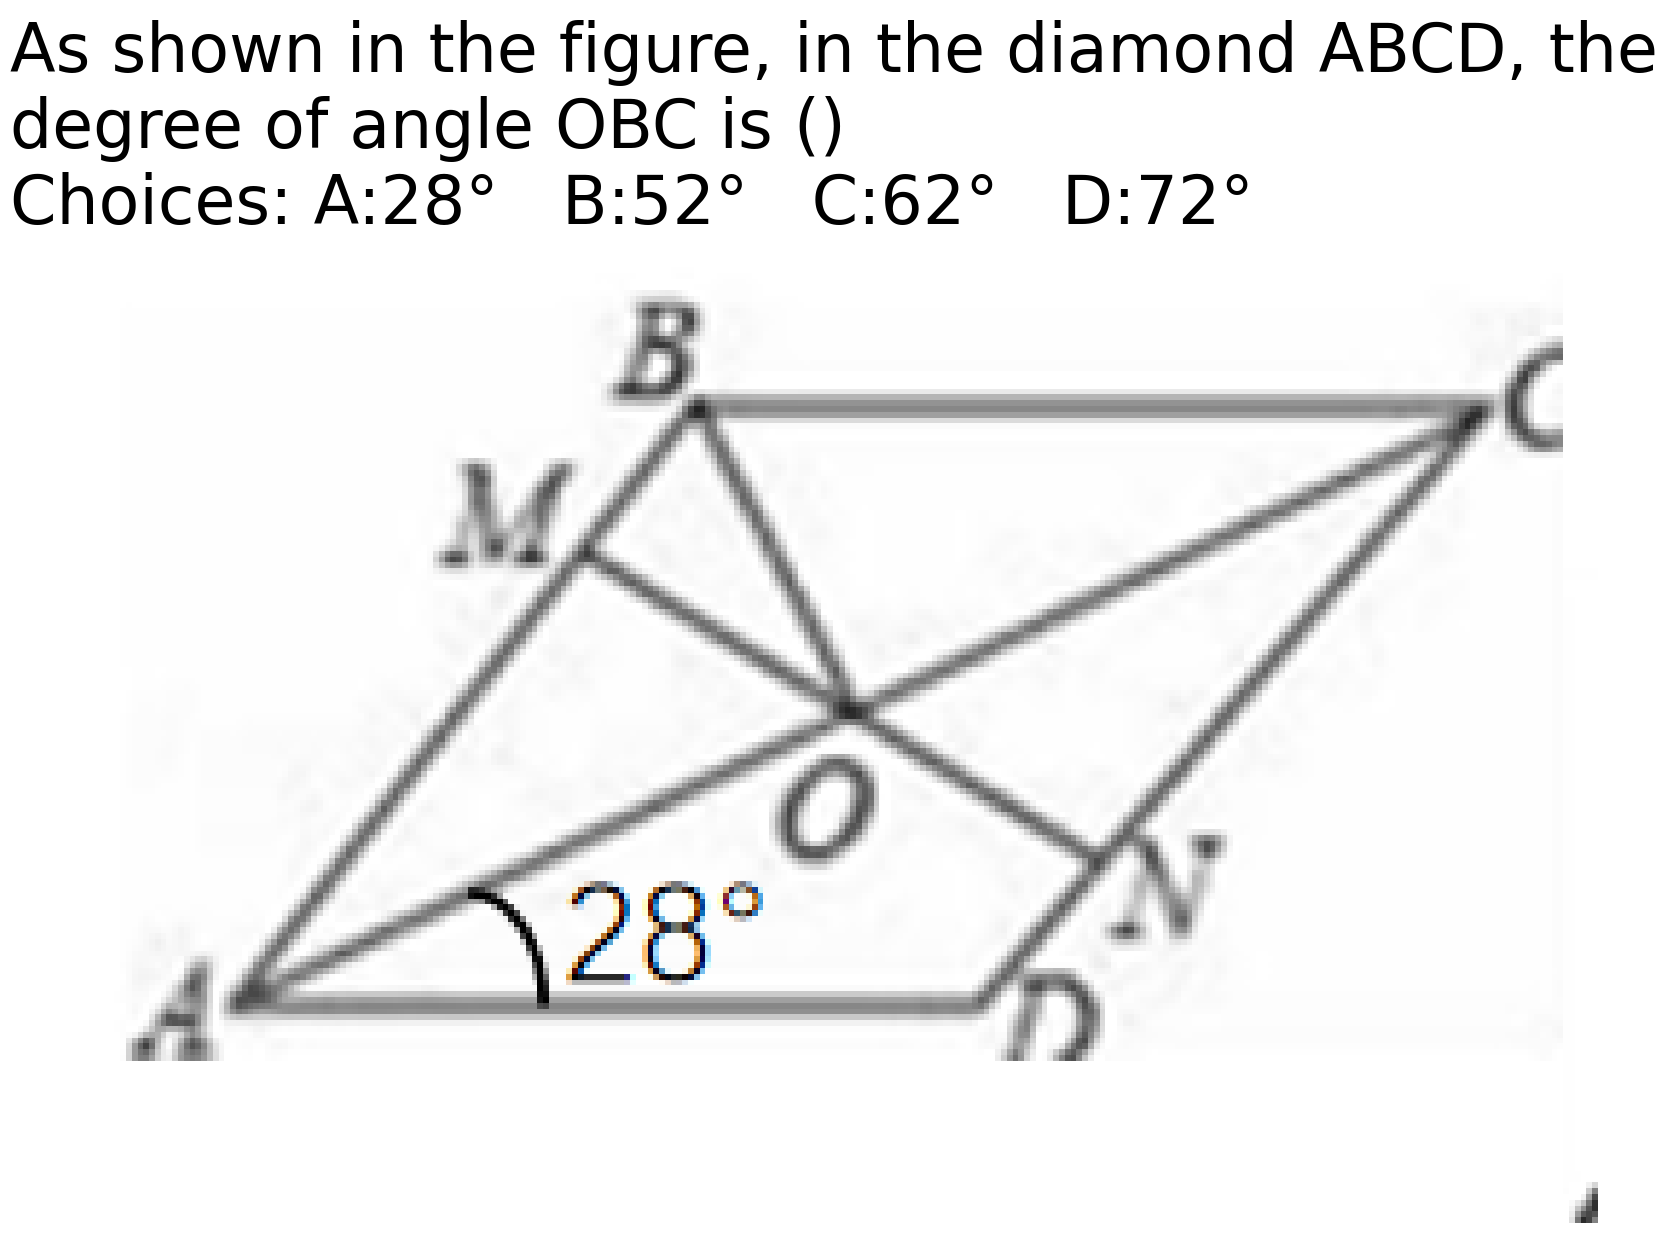 As shown in the figure, in the diamond ABCD, the
degree of angle OBC is ()
Choices: A:28° B:52° C:62° D:72°
B
C
M
O
N
28°
A
D